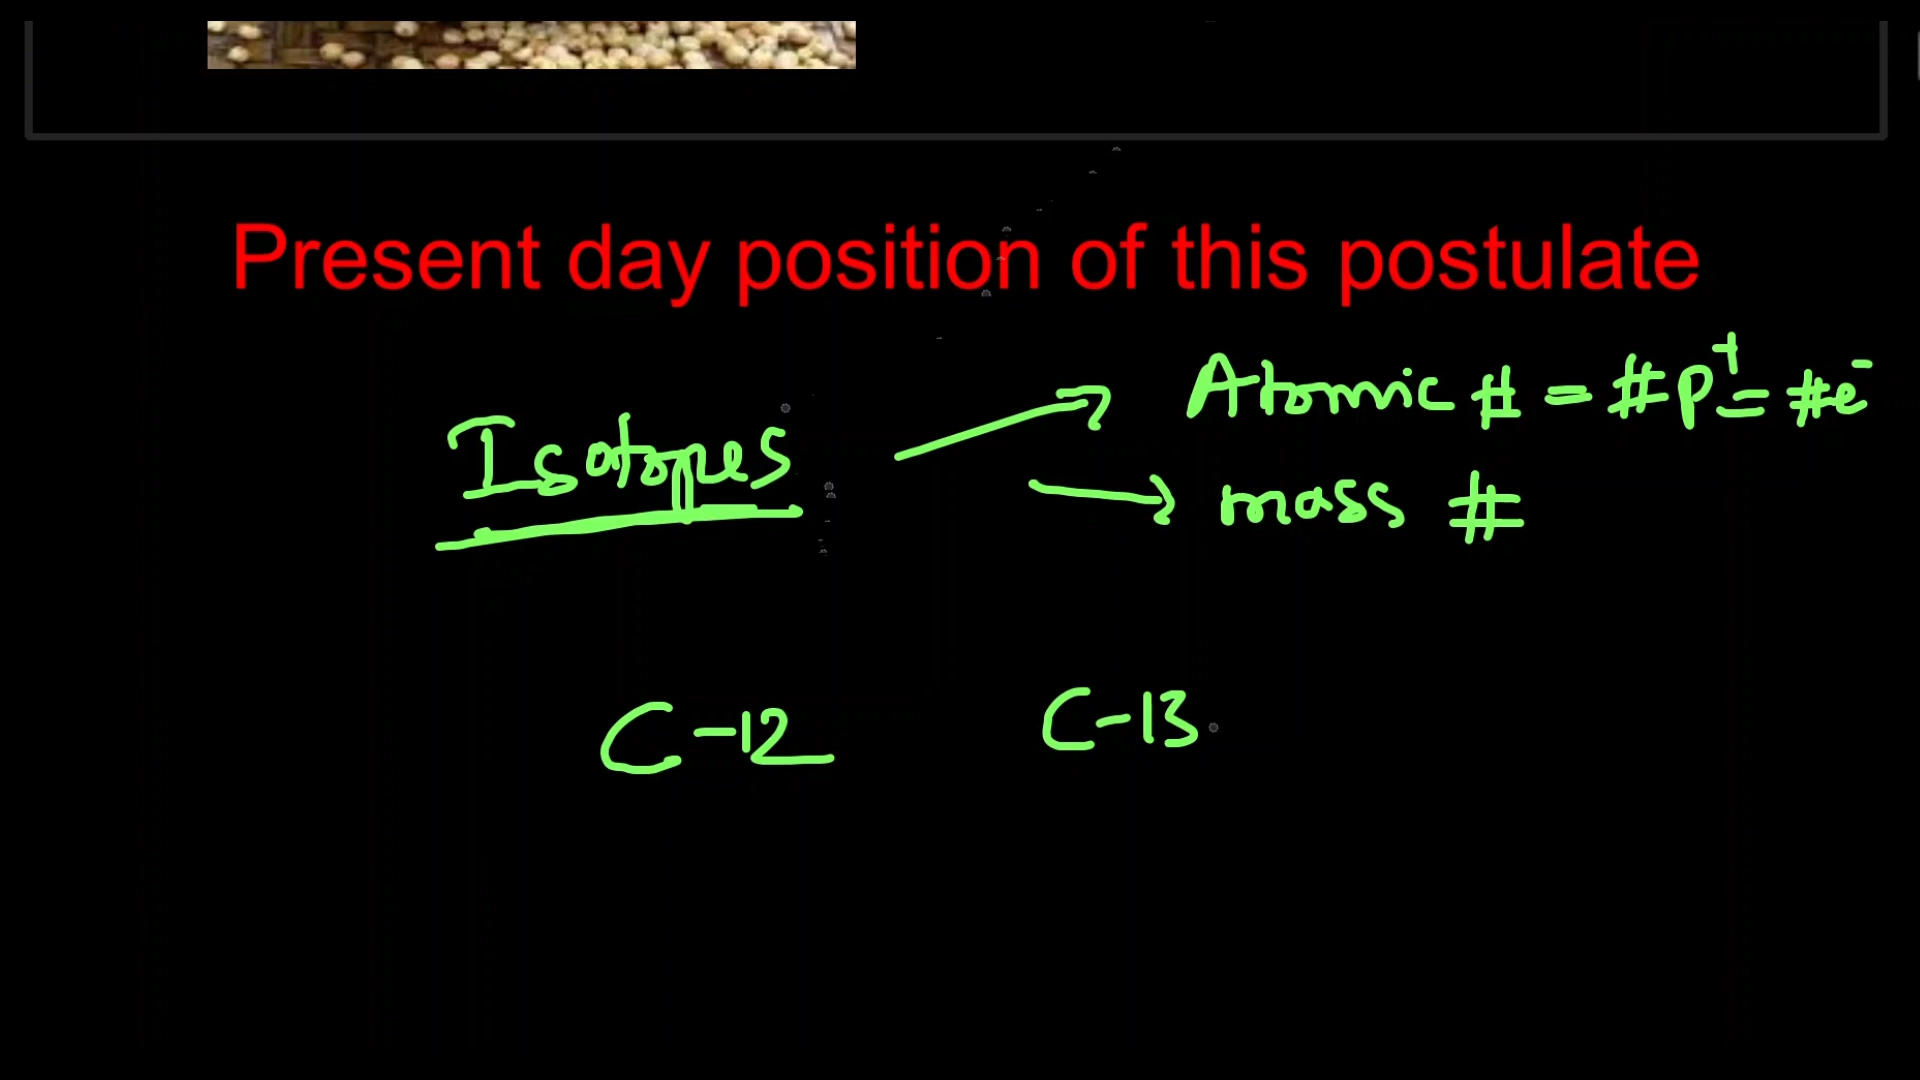 Present day position of this postulate
Isotopes → Atomic # = #p⁺ = #e⁻
→ mass #
C-12 C-13